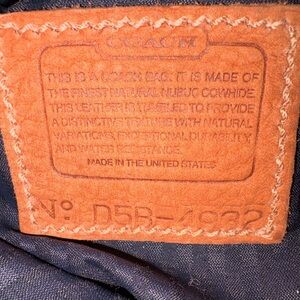 COACH
THIS IS A COACH BAG. IT IS MADE OF
THE FINEST NATURAL NUBUC COWHIDE.
THIS LEATHER IS TUMBLED TO PROVIDE
A DISTINCTIVE TEXTURE WITH NATURAL
VARIATIONS, EXCEPTIONAL DURABILITY,
AND WATER RESISTANCE.
MADE IN THE UNITED STATES
Nº D5B-4932